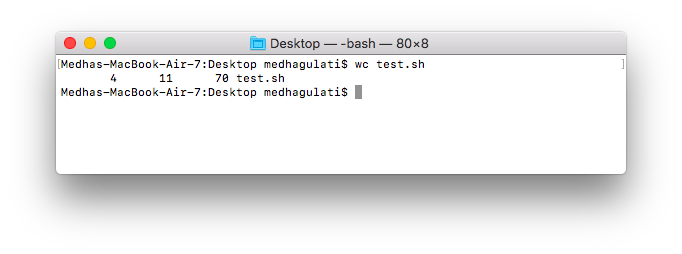 Desktop — -bash — 80×8
[Medhas-MacBook-Air-7:Desktop medhagulati$ wc test.sh ]
       4      11      70 test.sh
Medhas-MacBook-Air-7:Desktop medhagulati$